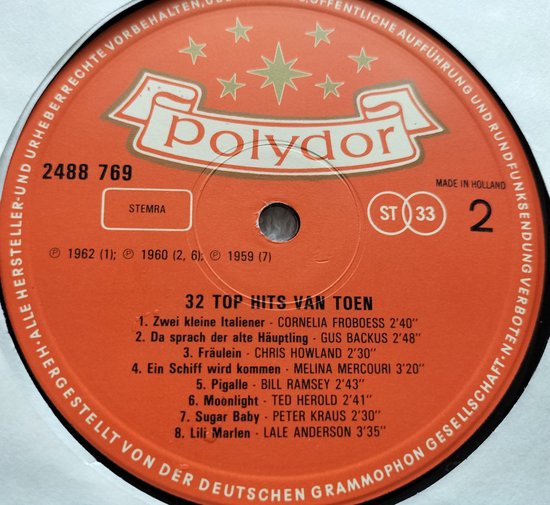 ·ALLE HERSTELLER- UND URHEBERRECHTE VORBEHALTEN,
ÖFFENTLICHE AUFFÜHRUNG UND RUNDFUNKSENDUNG VERBOTEN·
polydor
2488 769
STEMRA
MADE IN HOLLAND
ST 33
2
℗ 1962 (1); ℗ 1960 (2, 6); ℗ 1959 (7)
32 TOP HITS VAN TOEN
1. Zwei kleine Italiener - CORNELIA FROBOESS 2'40"
2. Da sprach der alte Häuptling - GUS BACKUS 2'48"
3. Fräulein - CHRIS HOWLAND 2'30"
4. Ein Schiff wird kommen - MELINA MERCOURI 3'20"
5. Pigalle - BILL RAMSEY 2'43"
6. Moonlight - TED HEROLD 2'41"
7. Sugar Baby - PETER KRAUS 2'30"
8. Lili Marlen - LALE ANDERSON 3'35"
HERGESTELLT VON DER DEUTSCHEN GRAMMOPHON GESELLSCHAFT·